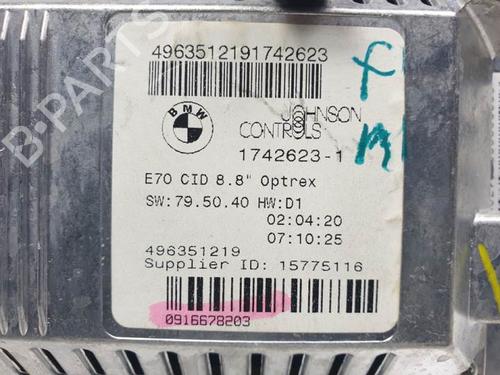 4963512191742623
BMW
JOHNSON
CONTROLS
1742623-1
E70 CID 8.8" Optrex
SW:79.50.40 HW:D1
02:04:20
07:10:25
496351219
Supplier ID: 15775116
0916678203
B-PARTS